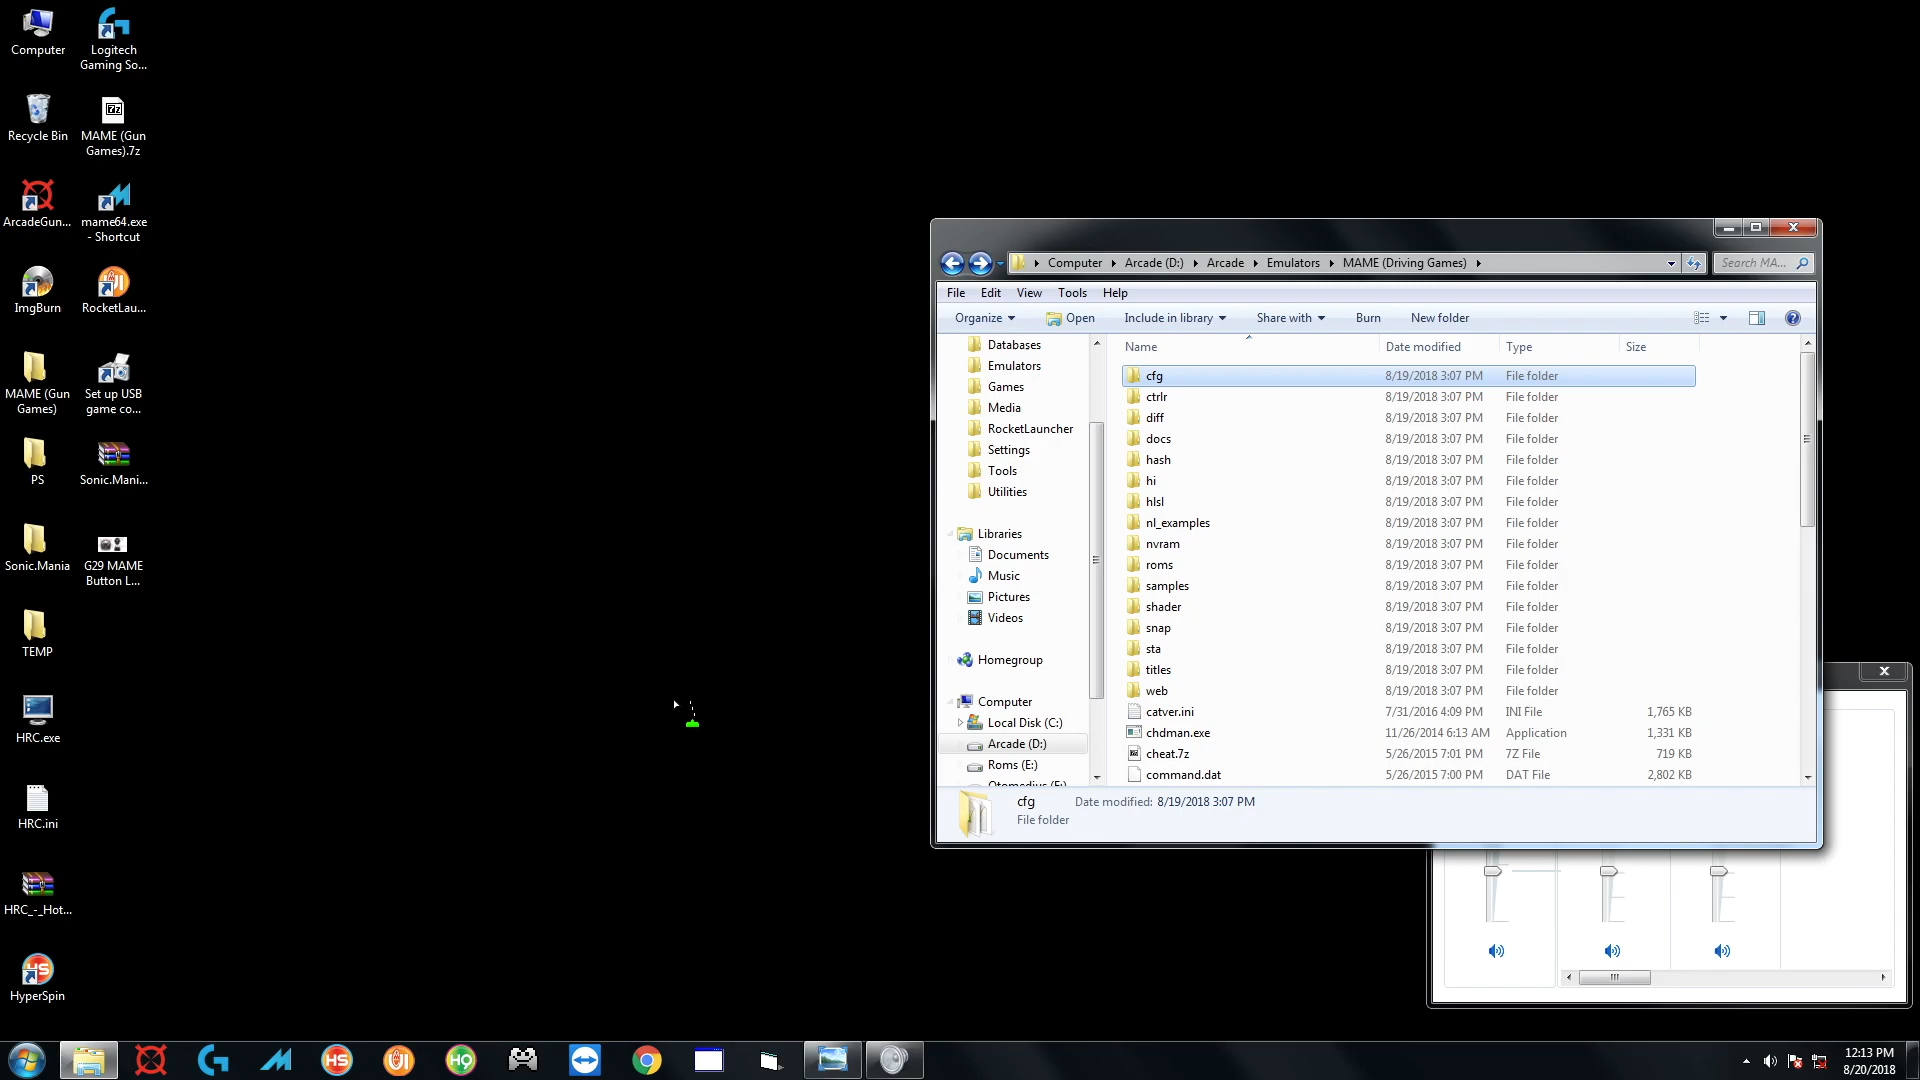 Computer
Logitech
Gaming So...
Recycle Bin
MAME (Gun
Games).7z
ArcadeGun...
mame64.exe
- Shortcut
ImgBurn
RocketLau...
MAME (Gun
Games)
Set up USB
game co...
PS
Sonic.Mani...
Sonic.Mania
G29 MAME
Button L...
TEMP
HRC.exe
HRC.ini
HRC_-_Hot...
HyperSpin
Computer
Arcade (D:)
Arcade
Emulators
MAME (Driving Games)
Search MA...
File Edit View Tools Help
Organize Open Include in library Share with Burn New folder
Databases
Emulators
Games
Media
RocketLauncher
Settings
Tools
Utilities
Libraries
Documents
Music
Pictures
Videos
Homegroup
Computer
Local Disk (C:)
Arcade (D:)
Roms (E:)
Otomedius (F:)
Name Date modified Type Size
cfg 8/19/2018 3:07 PM File folder
ctrlr 8/19/2018 3:07 PM File folder
diff 8/19/2018 3:07 PM File folder
docs 8/19/2018 3:07 PM File folder
hash 8/19/2018 3:07 PM File folder
hi 8/19/2018 3:07 PM File folder
hlsl 8/19/2018 3:07 PM File folder
nl_examples 8/19/2018 3:07 PM File folder
nvram 8/19/2018 3:07 PM File folder
roms 8/19/2018 3:07 PM File folder
samples 8/19/2018 3:07 PM File folder
shader 8/19/2018 3:07 PM File folder
snap 8/19/2018 3:07 PM File folder
sta 8/19/2018 3:07 PM File folder
titles 8/19/2018 3:07 PM File folder
web 8/19/2018 3:07 PM File folder
catver.ini 7/31/2016 4:09 PM INI File 1,765 KB
chdman.exe 11/26/2014 6:13 AM Application 1,331 KB
cheat.7z 5/26/2015 7:01 PM 7Z File 719 KB
command.dat 5/26/2015 7:00 PM DAT File 2,802 KB
cfg Date modified: 8/19/2018 3:07 PM
File folder
12:13 PM
8/20/2018